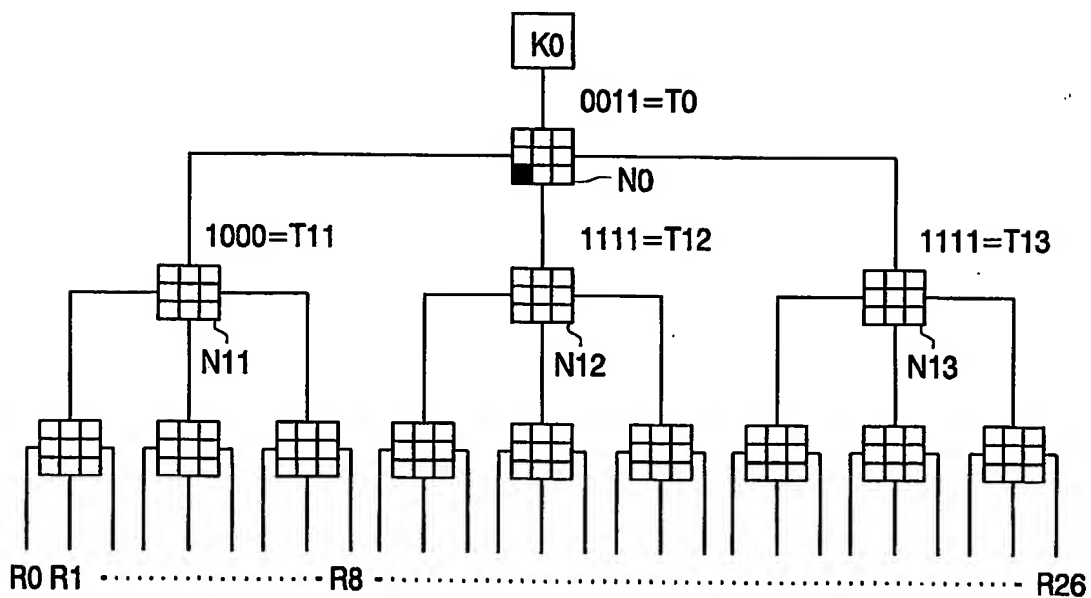 K0
0011=T0
N0
1000=T11
1111=T12
1111=T13
N11
N12
N13
R0 R1 ........... R8 .......................................... R26